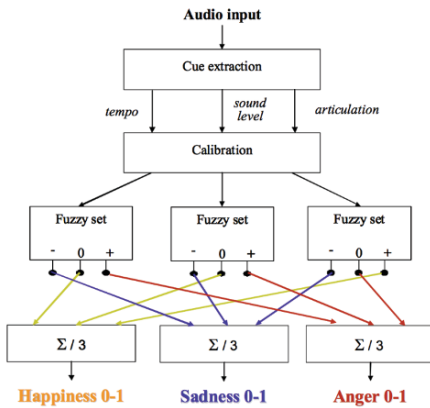 Audio input
Cue extraction
tempo
sound
level
articulation
Calibration
Fuzzy set
Fuzzy set
Fuzzy set
- 0 +
- 0 +
- 0 +
Σ / 3
Σ / 3
Σ / 3
Happiness 0-1
Sadness 0-1
Anger 0-1